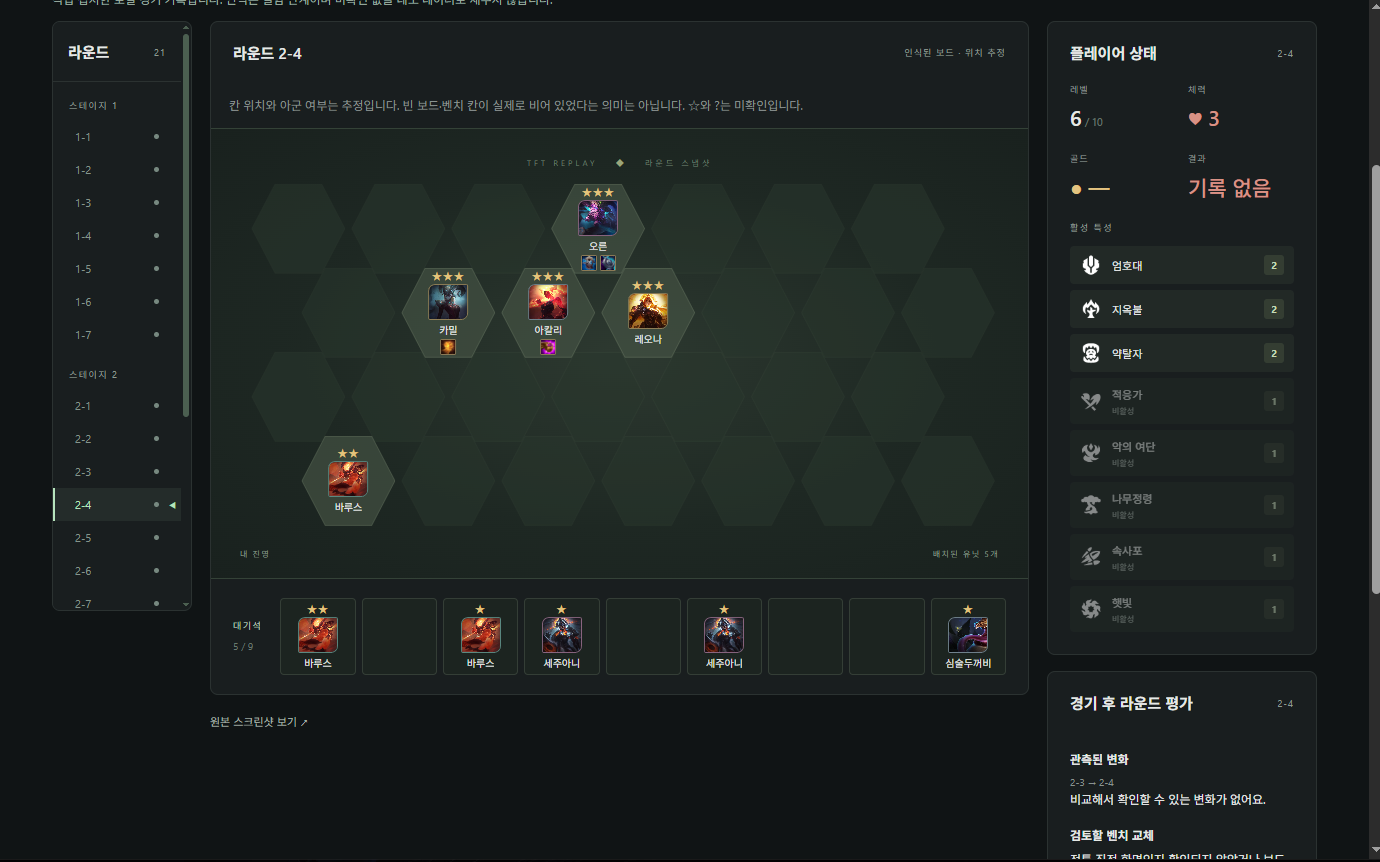 라운드 21
스테이지 1
1-1
1-2
1-3
1-4
1-5
1-6
1-7
스테이지 2
2-1
2-2
2-3
2-4
2-5
2-6
2-7
라운드 2-4
인식된 보드 · 위치 추정
칸 위치와 아군 여부는 추정입니다. 빈 보드·벤치 칸이 실제로 비어 있었다는 의미는 아닙니다. ☆와 ?는 미확인입니다.
TFT REPLAY ◆ 라운드 스냅샷
★★★
오른
★★★ ★★★ ★★★
카밀 아칼리 레오나
★★
바루스
내 진영 배치된 유닛 5개
대기석
5 / 9
★★ ★ ★ ★ ★
바루스 바루스 세주아니 세주아니 심술두꺼비
원본 스크린샷 보기 ↗
플레이어 상태 2-4
레벨 체력
6 / 10 ♥ 3
골드 결과
● — 기록 없음
활성 특성
엄호대 2
지옥불 2
약탈자 2
적응가 1
비활성
악의 여단 1
비활성
나무정령 1
비활성
속사포 1
비활성
햇빛 1
비활성
경기 후 라운드 평가 2-4
관측된 변화
2-3 → 2-4
비교해서 확인할 수 있는 변화가 없어요.
검토할 벤치 교체